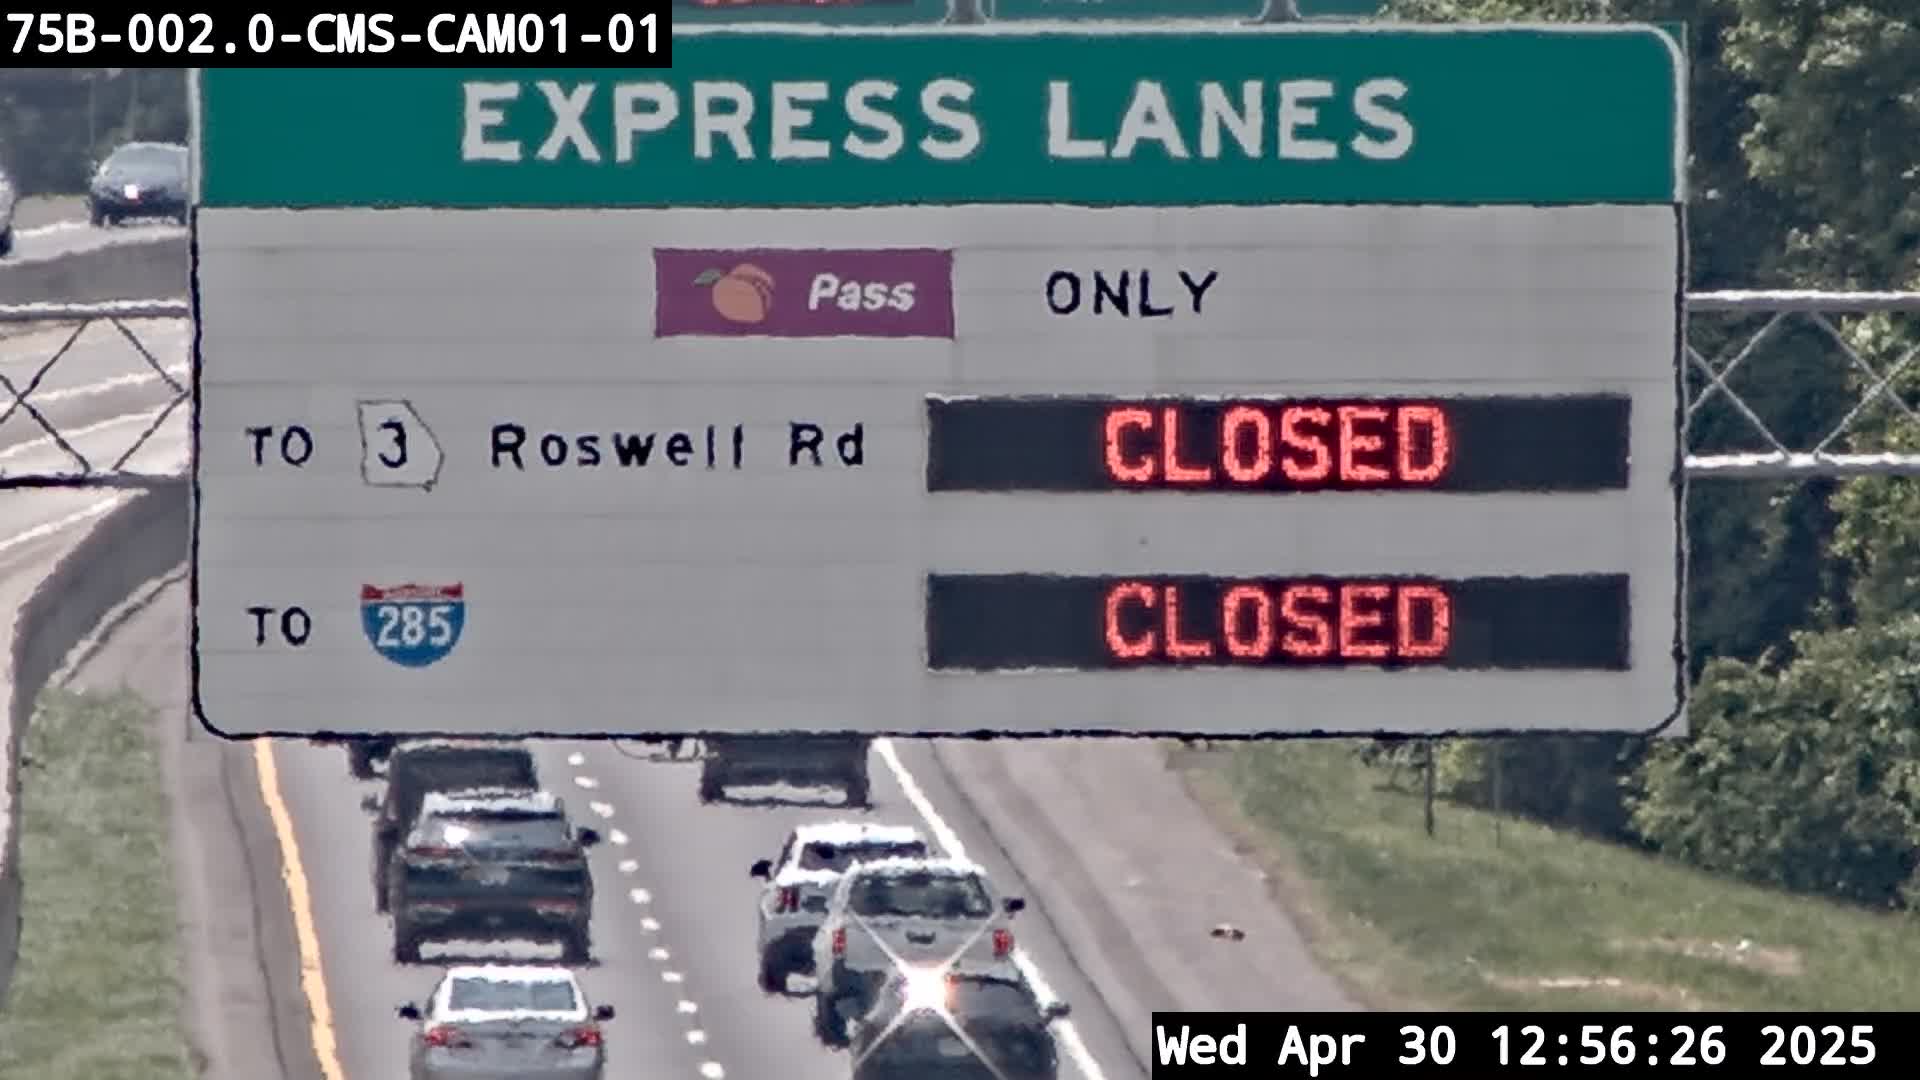 75B-002.0-CMS-CAM01-01
EXPRESS LANES
Pass ONLY
TO 3 Roswell Rd CLOSED
TO 285 CLOSED
Wed Apr 30 12:56:26 2025